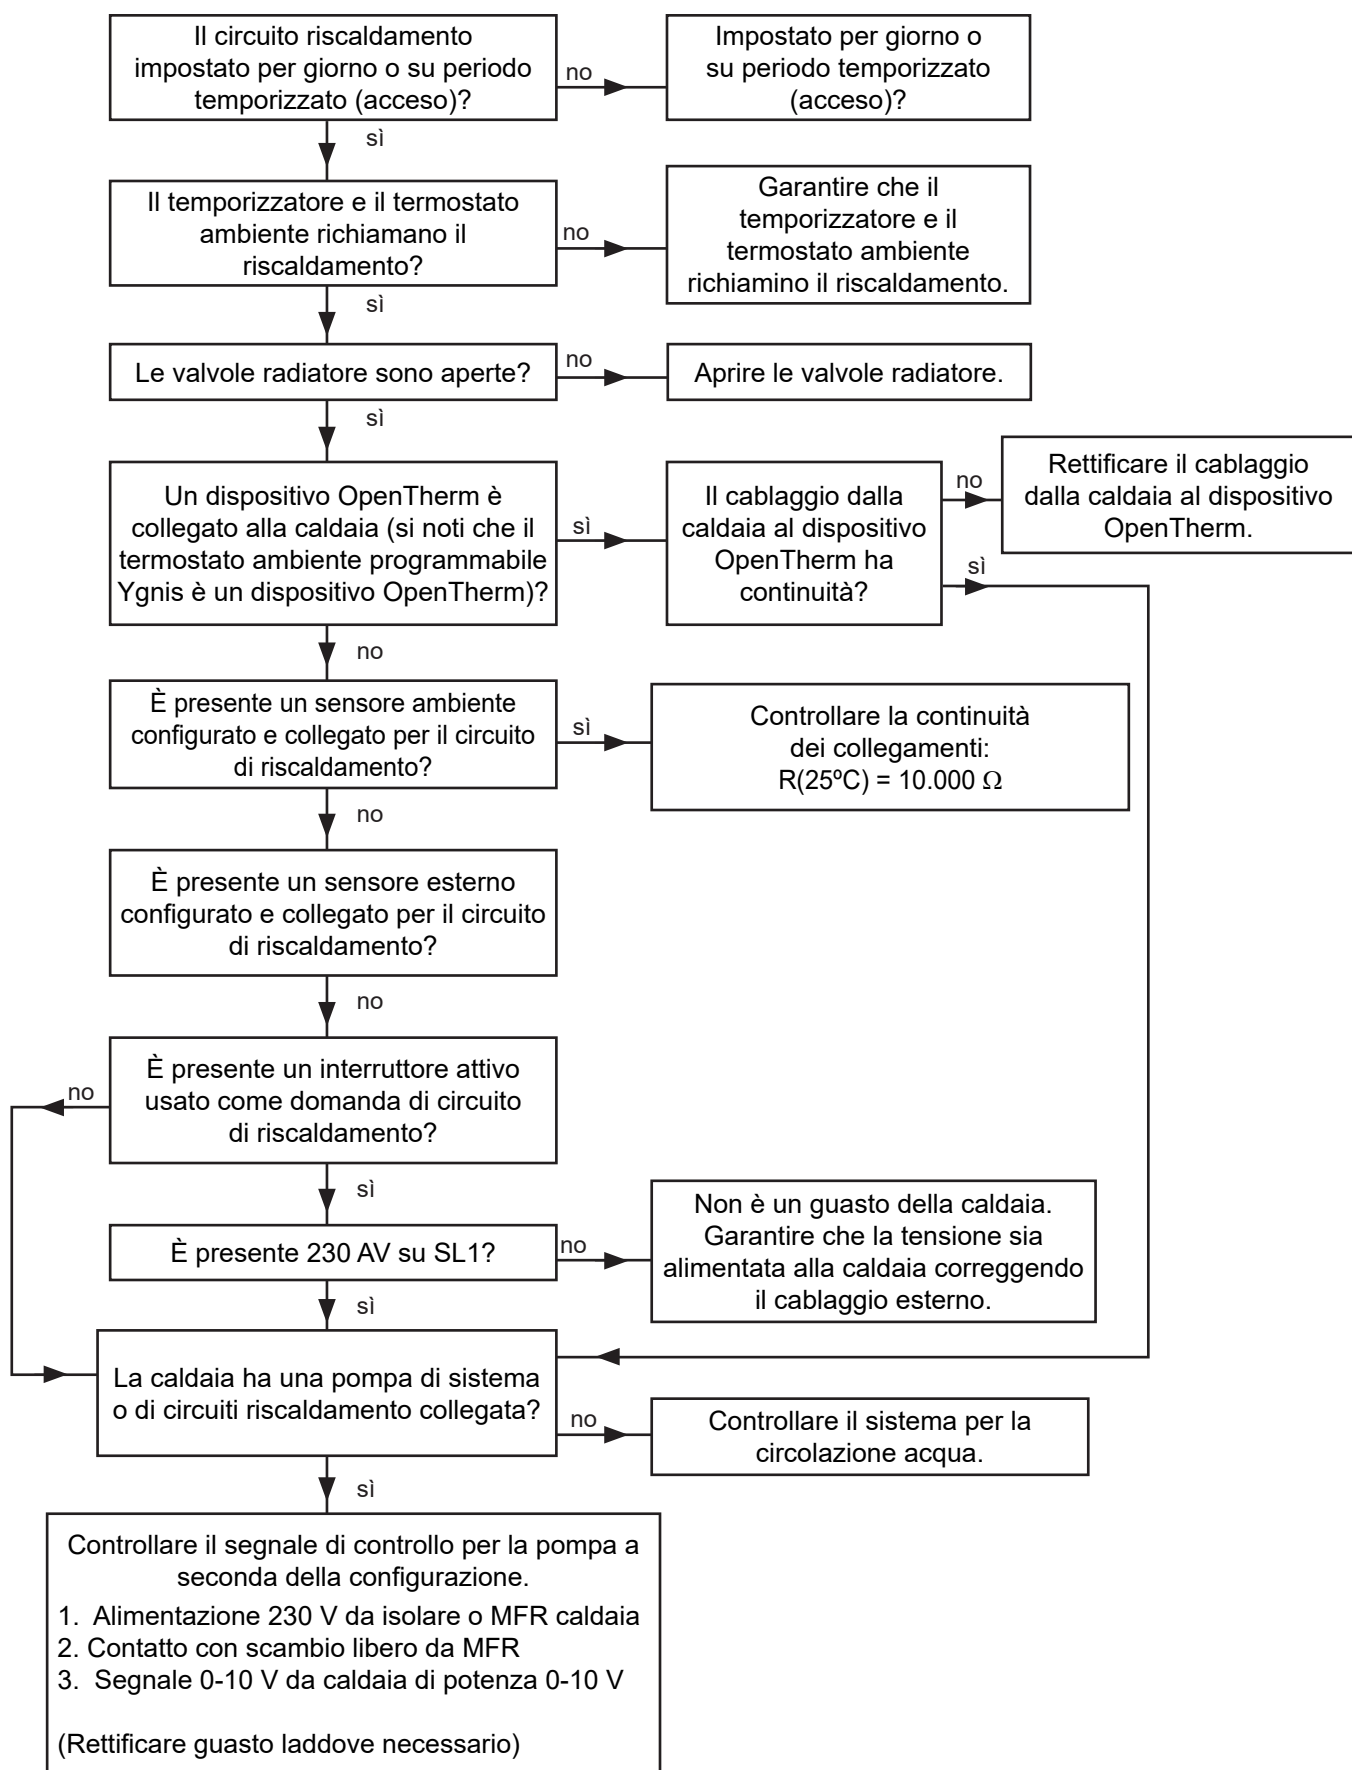 Il circuito riscaldamento
impostato per giorno o su periodo
temporizzato (acceso)?
no
Impostato per giorno o
su periodo temporizzato
(acceso)?
sì
Il temporizzatore e il termostato
ambiente richiamano il
riscaldamento?
no
Garantire che il
temporizzatore e il
termostato ambiente
richiamino il riscaldamento.
sì
Le valvole radiatore sono aperte?
no
Aprire le valvole radiatore.
sì
Un dispositivo OpenTherm è
collegato alla caldaia (si noti che il
termostato ambiente programmabile
Ygnis è un dispositivo OpenTherm)?
sì
Il cablaggio dalla
caldaia al dispositivo
OpenTherm ha
continuità?
no
Rettificare il cablaggio
dalla caldaia al dispositivo
OpenTherm.
sì
no
È presente un sensore ambiente
configurato e collegato per il circuito
di riscaldamento?
sì
Controllare la continuità
dei collegamenti:
R(25ºC) = 10.000 Ω
no
È presente un sensore esterno
configurato e collegato per il circuito
di riscaldamento?
no
È presente un interruttore attivo
usato come domanda di circuito
di riscaldamento?
no
sì
È presente 230 AV su SL1?
no
Non è un guasto della caldaia.
Garantire che la tensione sia
alimentata alla caldaia correggendo
il cablaggio esterno.
sì
La caldaia ha una pompa di sistema
o di circuiti riscaldamento collegata?
no
Controllare il sistema per la
circolazione acqua.
sì
Controllare il segnale di controllo per la pompa a
seconda della configurazione.
1. Alimentazione 230 V da isolare o MFR caldaia
2. Contatto con scambio libero da MFR
3. Segnale 0-10 V da caldaia di potenza 0-10 V
(Rettificare guasto laddove necessario)